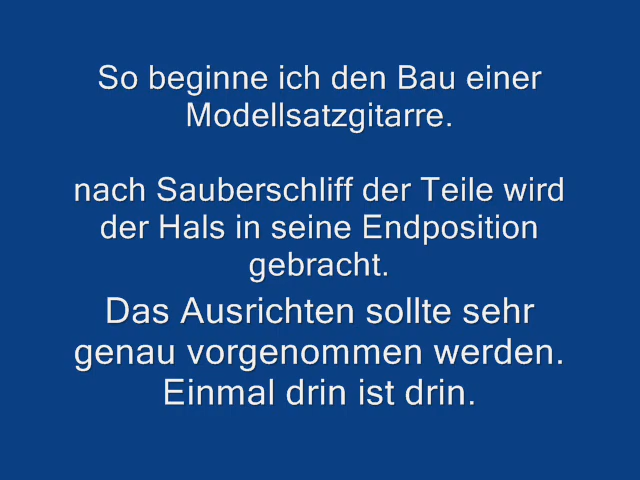 So beginne ich den Bau einer
Modellsatzgitarre.
nach Sauberschliff der Teile wird
der Hals in seine Endposition
gebracht.
Das Ausrichten sollte sehr
genau vorgenommen werden.
Einmal drin ist drin.